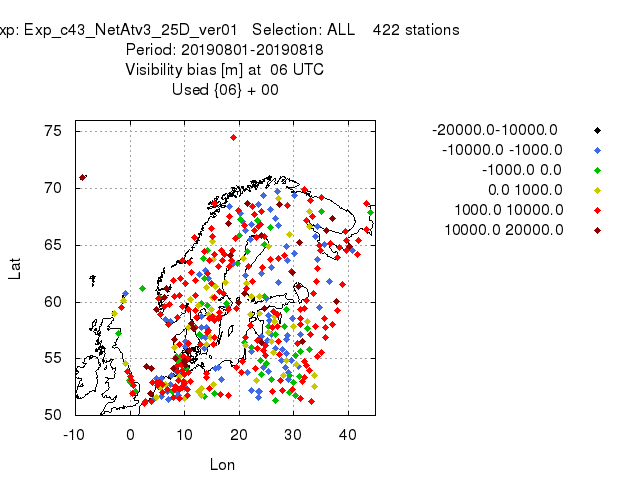 xp: Exp_c43_NetAtv3_25D_ver01 Selection: ALL 422 stations
Period: 20190801-20190818
Visibility bias [m] at 06 UTC
Used {06} + 00
-20000.0-10000.0
-10000.0 -1000.0
-1000.0 0.0
0.0 1000.0
1000.0 10000.0
10000.0 20000.0
75
70
65
60
55
50
Lat
-10 0 10 20 30 40
Lon